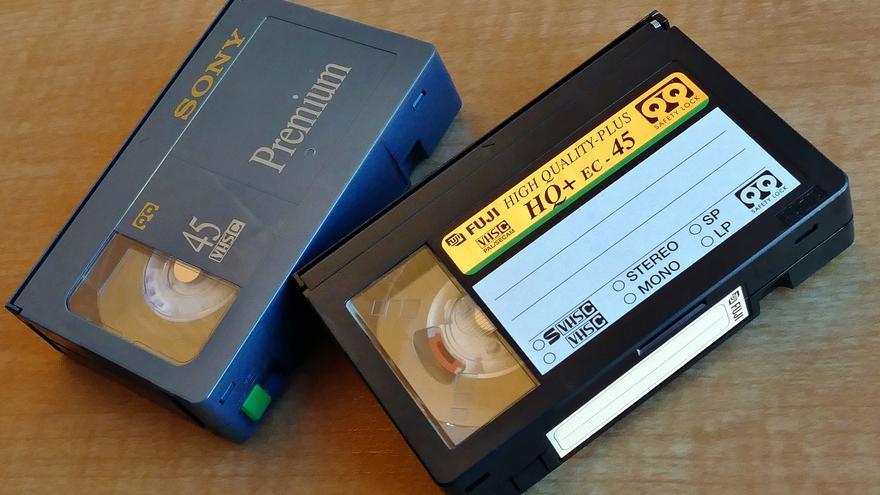 SONY
Premium
45
VHS C
FUJI HIGH QUALITY-PLUS
VHS C HQ+ EC-45
PAL/SECAM
SAFETY LOCK
SAFETY LOCK
STEREO
MONO
SP
LP
S VHS C
VHS C
FUJI